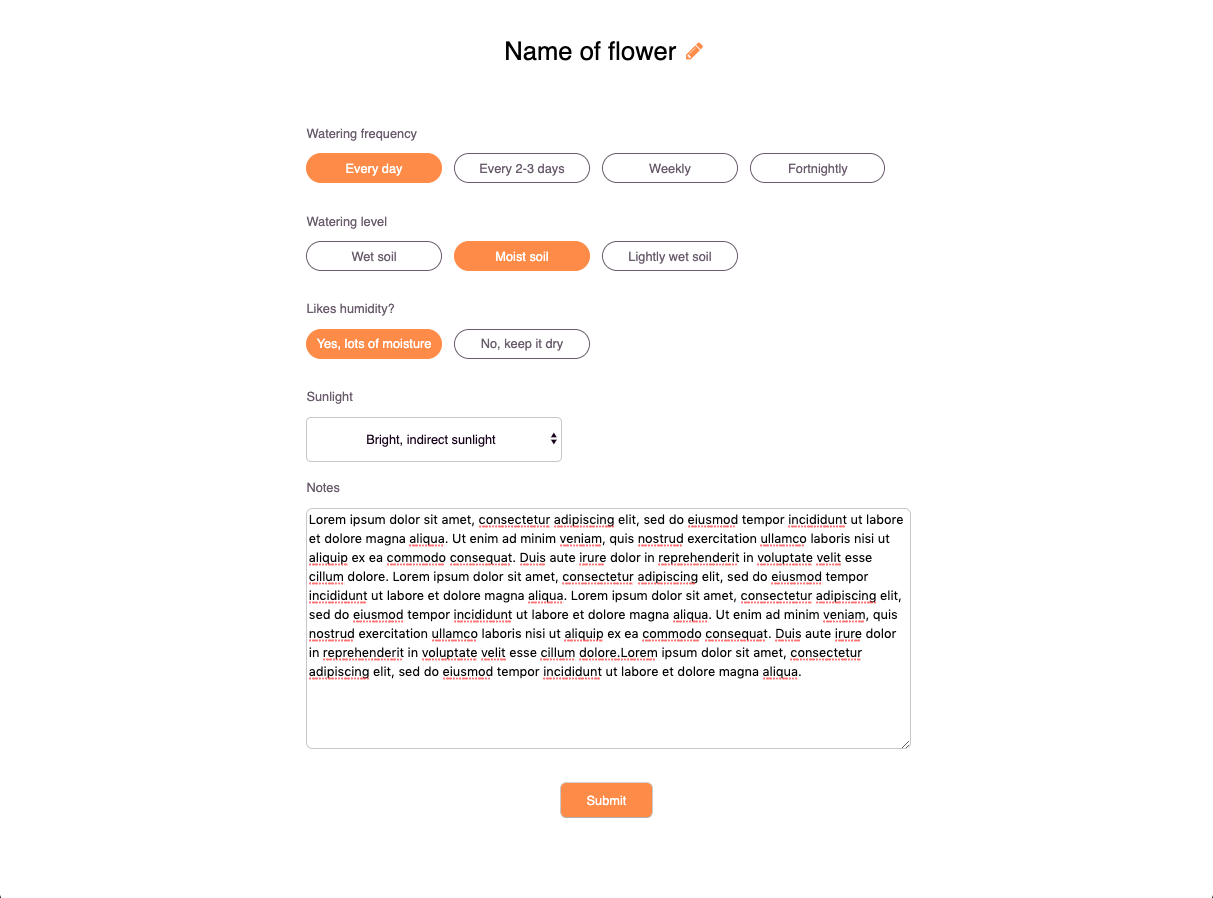 Name of flower
Watering frequency
Every day Every 2-3 days Weekly Fortnightly
Watering level
Wet soil Moist soil Lightly wet soil
Likes humidity?
Yes, lots of moisture No, keep it dry
Sunlight
Bright, indirect sunlight
Notes
Lorem ipsum dolor sit amet, consectetur adipiscing elit, sed do eiusmod tempor incididunt ut labore
et dolore magna aliqua. Ut enim ad minim veniam, quis nostrud exercitation ullamco laboris nisi ut
aliquip ex ea commodo consequat. Duis aute irure dolor in reprehenderit in voluptate velit esse
cillum dolore. Lorem ipsum dolor sit amet, consectetur adipiscing elit, sed do eiusmod tempor
incididunt ut labore et dolore magna aliqua. Lorem ipsum dolor sit amet, consectetur adipiscing elit,
sed do eiusmod tempor incididunt ut labore et dolore magna aliqua. Ut enim ad minim veniam, quis
nostrud exercitation ullamco laboris nisi ut aliquip ex ea commodo consequat. Duis aute irure dolor
in reprehenderit in voluptate velit esse cillum dolore.Lorem ipsum dolor sit amet, consectetur
adipiscing elit, sed do eiusmod tempor incididunt ut labore et dolore magna aliqua.
Submit